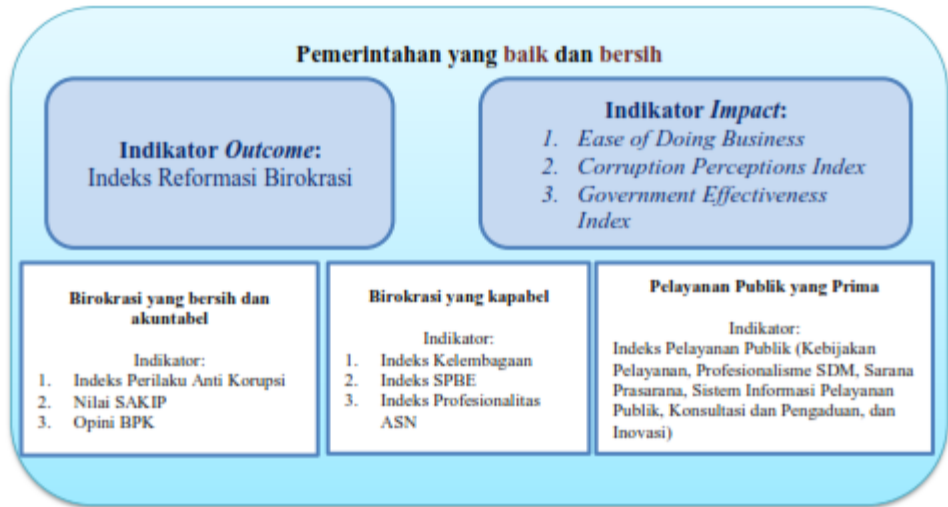 Pemerintahan yang baik dan bersih
Indikator Outcome:
Indeks Reformasi Birokrasi
Indikator Impact:
1. Ease of Doing Business
2. Corruption Perceptions Index
3. Government Effectiveness
Index
Birokrasi yang bersih dan
akuntabel
Indikator:
1. Indeks Perilaku Anti Korupsi
2. Nilai SAKIP
3. Opini BPK
Birokrasi yang kapabel
Indikator:
1. Indeks Kelembagaan
2. Indeks SPBE
3. Indeks Profesionalitas
ASN
Pelayanan Publik yang Prima
Indikator:
Indeks Pelayanan Publik (Kebijakan
Pelayanan, Profesionalisme SDM, Sarana
Prasarana, Sistem Informasi Pelayanan
Publik, Konsultasi dan Pengaduan, dan
Inovasi)